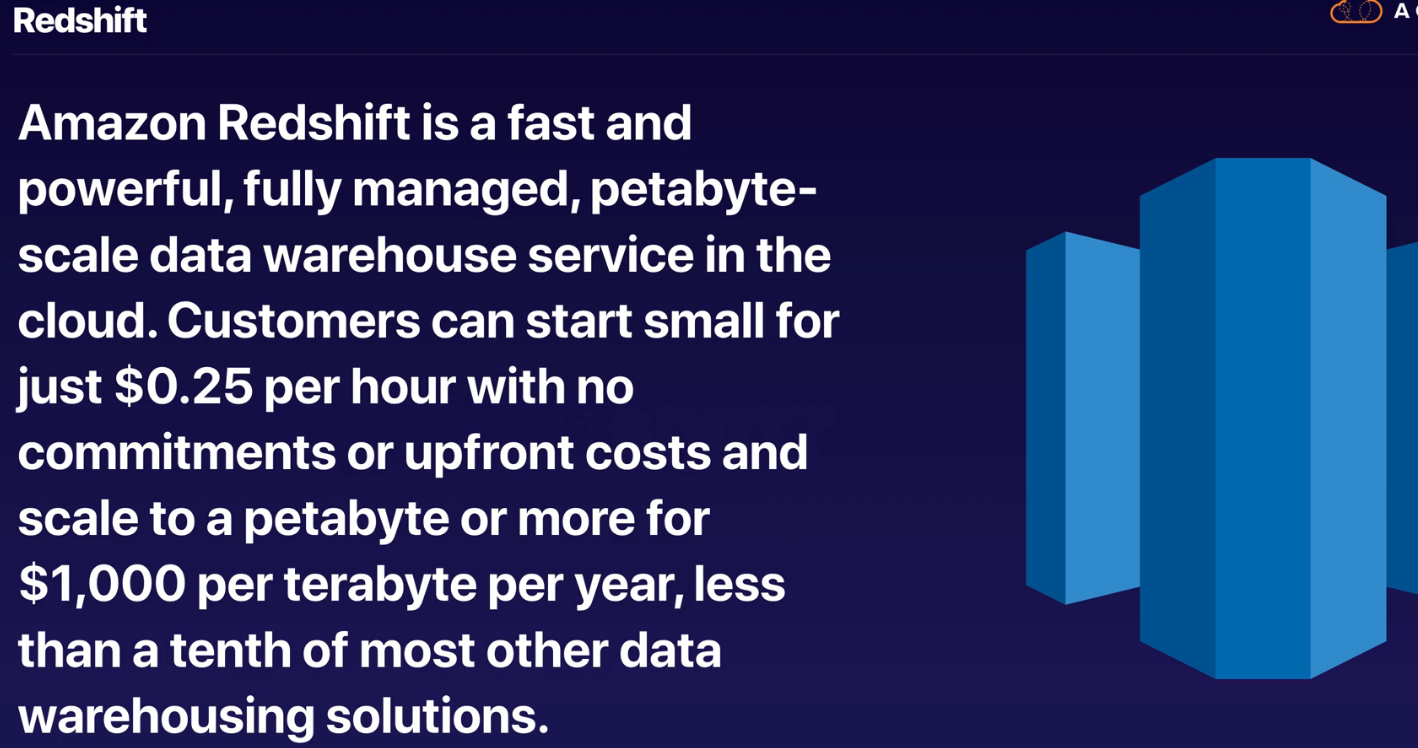 Redshift
A
Amazon Redshift is a fast and
powerful, fully managed, petabyte-
scale data warehouse service in the
cloud. Customers can start small for
just $0.25 per hour with no
commitments or upfront costs and
scale to a petabyte or more for
$1,000 per terabyte per year, less
than a tenth of most other data
warehousing solutions.